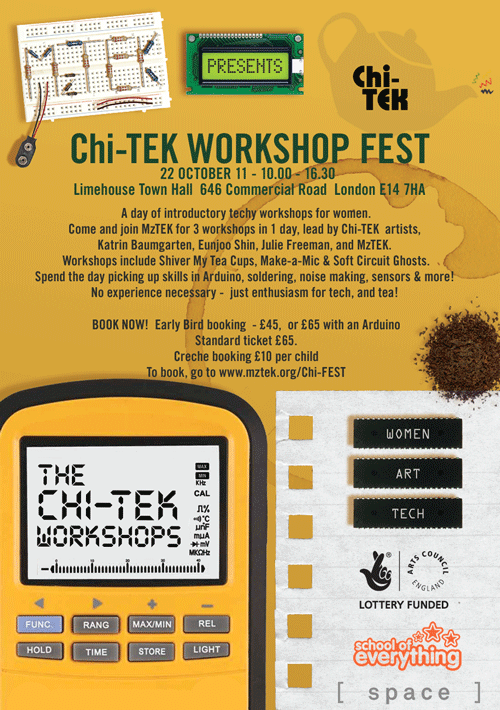 MZTEK
PRESENTS
Chi-
TEK
Chi-TEK WORKSHOP FEST
22 OCTOBER 11 - 10.00 - 16.30
Limehouse Town Hall 646 Commercial Road London E14 7HA
A day of introductory techy workshops for women.
Come and join MzTEK for 3 workshops in 1 day, lead by Chi-TEK artists,
Katrin Baumgarten, Eunjoo Shin, Julie Freeman, and MzTEK.
Workshops include Shiver My Tea Cups, Make-a-Mic & Soft Circuit Ghosts.
Spend the day picking up skills in Arduino, soldering, noise making, sensors & more!
No experience necessary - just enthusiasm for tech, and tea!
BOOK NOW! Early Bird booking - £45, or £65 with an Arduino
Standard ticket £65.
Creche booking £10 per child
To book, go to www.mztek.org/Chi-FEST
THE
CHI-TEK
WORKSHOPS
MAX
MIN
KHz
CAL
%
°C
µnF
mµA
mV
MKΩHz
FUNC.
RANG
MAX/MIN
REL
HOLD
TIME
STORE
LIGHT
WOMEN
ART
TECH
ARTS COUNCIL
ENGLAND
LOTTERY FUNDED
school of
everything
[ space ]